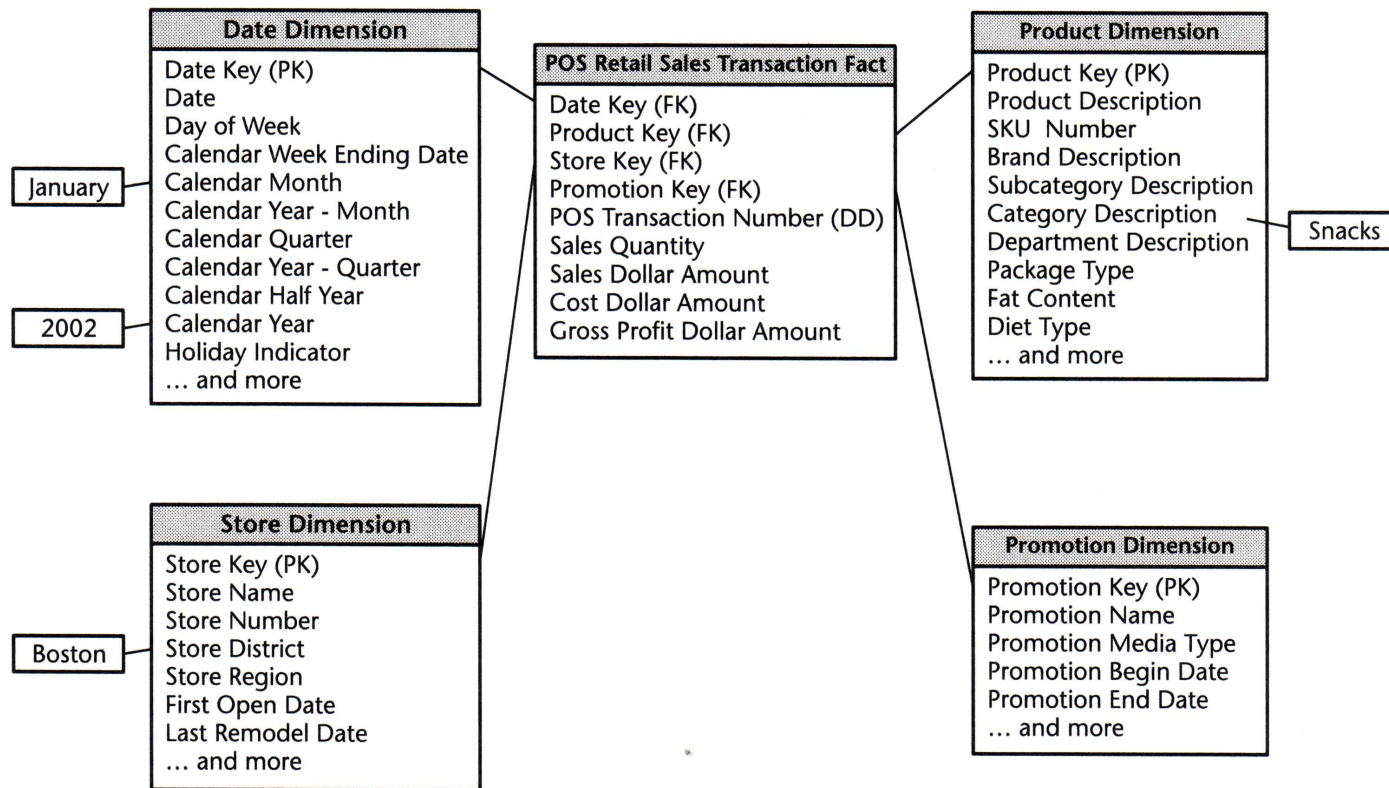 Date Dimension
Date Key (PK)
Date
Day of Week
Calendar Week Ending Date
Calendar Month
Calendar Year - Month
Calendar Quarter
Calendar Year - Quarter
Calendar Half Year
Calendar Year
Holiday Indicator
... and more
January
2002
POS Retail Sales Transaction Fact
Date Key (FK)
Product Key (FK)
Store Key (FK)
Promotion Key (FK)
POS Transaction Number (DD)
Sales Quantity
Sales Dollar Amount
Cost Dollar Amount
Gross Profit Dollar Amount
Product Dimension
Product Key (PK)
Product Description
SKU Number
Brand Description
Subcategory Description
Category Description
Department Description
Package Type
Fat Content
Diet Type
... and more
Snacks
Store Dimension
Store Key (PK)
Store Name
Store Number
Store District
Store Region
First Open Date
Last Remodel Date
... and more
Boston
Promotion Dimension
Promotion Key (PK)
Promotion Name
Promotion Media Type
Promotion Begin Date
Promotion End Date
... and more